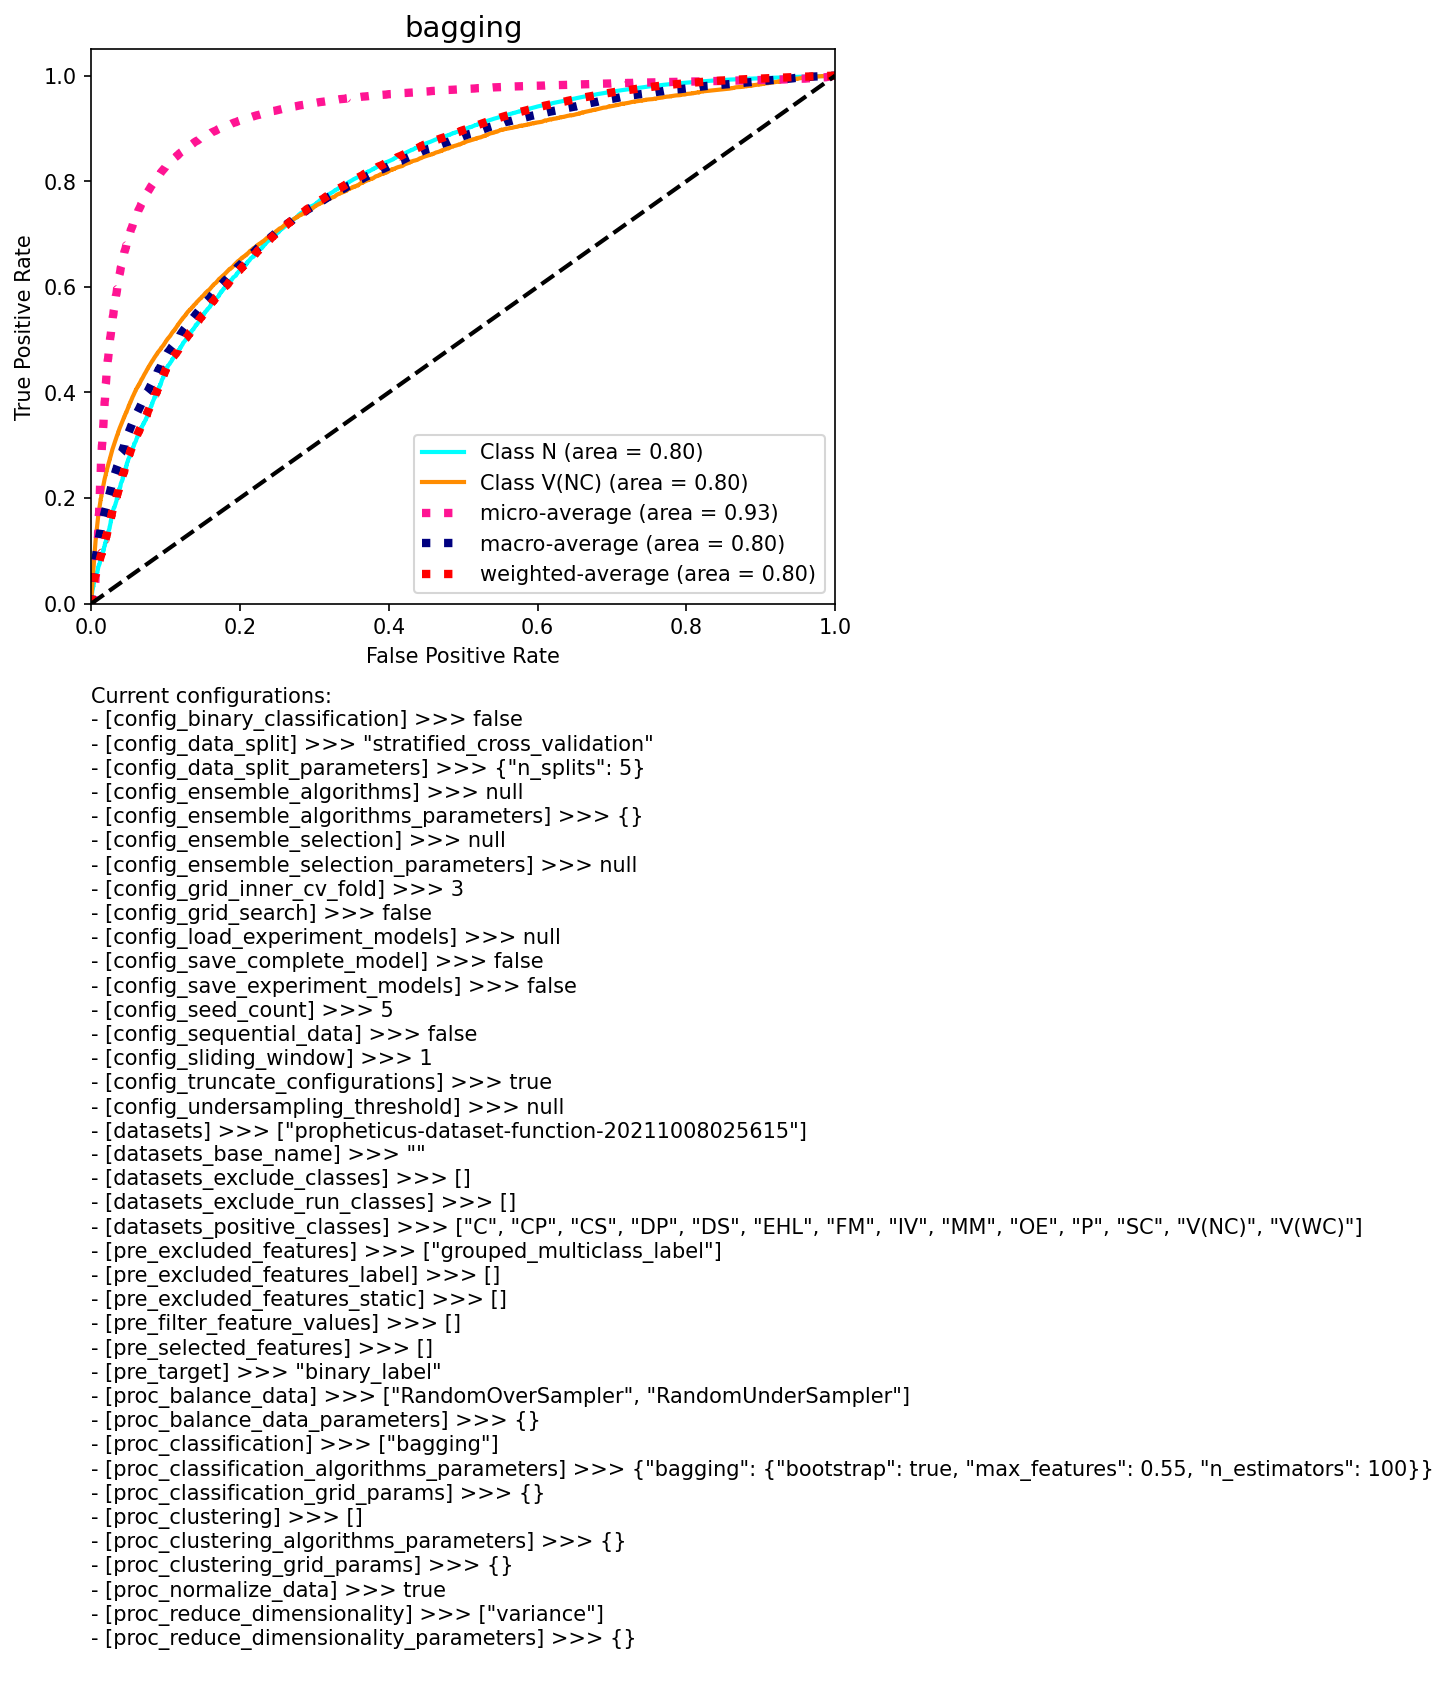 bagging
1.0
0.8
0.6
0.4
0.2
0.0
True Positive Rate
Class N (area = 0.80)
Class V(NC) (area = 0.80)
micro-average (area = 0.93)
macro-average (area = 0.80)
weighted-average (area = 0.80)
0.0 0.2 0.4 0.6 0.8 1.0
False Positive Rate
Current configurations:
- [config_binary_classification] >>> false
- [config_data_split] >>> "stratified_cross_validation"
- [config_data_split_parameters] >>> {"n_splits": 5}
- [config_ensemble_algorithms] >>> null
- [config_ensemble_algorithms_parameters] >>> {}
- [config_ensemble_selection] >>> null
- [config_ensemble_selection_parameters] >>> null
- [config_grid_inner_cv_fold] >>> 3
- [config_grid_search] >>> false
- [config_load_experiment_models] >>> null
- [config_save_complete_model] >>> false
- [config_save_experiment_models] >>> false
- [config_seed_count] >>> 5
- [config_sequential_data] >>> false
- [config_sliding_window] >>> 1
- [config_truncate_configurations] >>> true
- [config_undersampling_threshold] >>> null
- [datasets] >>> ["propheticus-dataset-function-20211008025615"]
- [datasets_base_name] >>> ""
- [datasets_exclude_classes] >>> []
- [datasets_exclude_run_classes] >>> []
- [datasets_positive_classes] >>> ["C", "CP", "CS", "DP", "DS", "EHL", "FM", "IV", "MM", "OE", "P", "SC", "V(NC)", "V(WC)"]
- [pre_excluded_features] >>> ["grouped_multiclass_label"]
- [pre_excluded_features_label] >>> []
- [pre_excluded_features_static] >>> []
- [pre_filter_feature_values] >>> []
- [pre_selected_features] >>> []
- [pre_target] >>> "binary_label"
- [proc_balance_data] >>> ["RandomOverSampler", "RandomUnderSampler"]
- [proc_balance_data_parameters] >>> {}
- [proc_classification] >>> ["bagging"]
- [proc_classification_algorithms_parameters] >>> {"bagging": {"bootstrap": true, "max_features": 0.55, "n_estimators": 100}}
- [proc_classification_grid_params] >>> {}
- [proc_clustering] >>> []
- [proc_clustering_algorithms_parameters] >>> {}
- [proc_clustering_grid_params] >>> {}
- [proc_normalize_data] >>> true
- [proc_reduce_dimensionality] >>> ["variance"]
- [proc_reduce_dimensionality_parameters] >>> {}